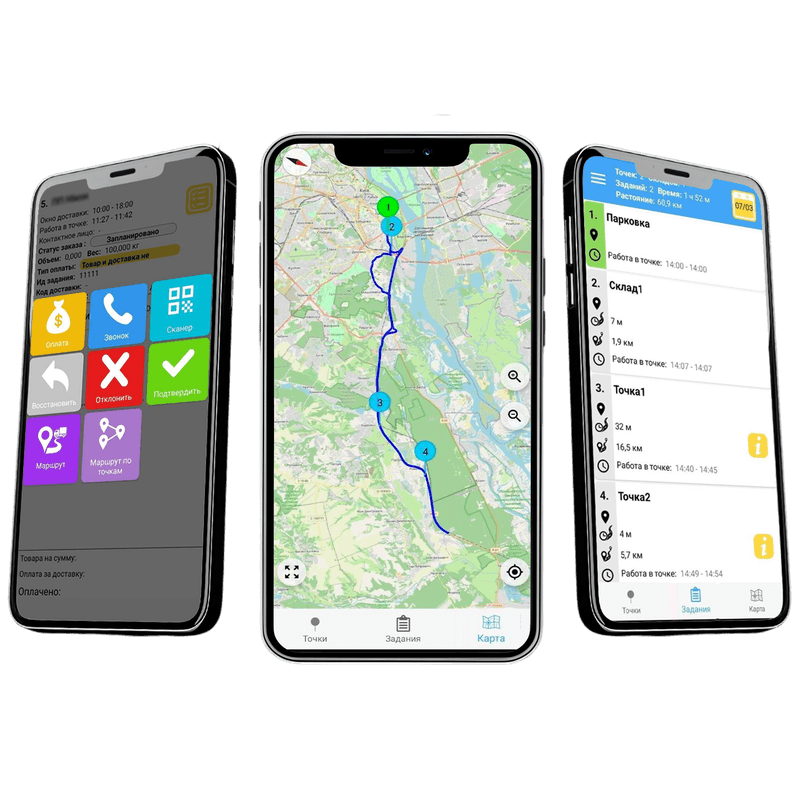 5.
Окно доставки: 10:00 - 18:00
Работа в точке: 11:27 - 11:42
Контактное лицо: -
Статус заказа : Запланировано
Объем: 0,000 Вес: 100,000 кг
Тип оплаты: Товар и доставка не
Ид задания: 11111
Код доставки: -
Оплата
Звонок
Сканер
Восстановить
Отклонить
Подтвердить
Маршрут
Маршрут по
точкам
Товара на сумму:
Оплата за доставку:
Оплачено:
1
2
3
4
Точки
Задания
Карта
Точек: 2
Заданий: 2 Время: 1 ч 52 м
Растояние: 60,9 км
07/03
1.
Парковка
Работа в точке: 14:00 - 14:00
2.
Склад1
7 м
1,9 км
Работа в точке: 14:07 - 14:07
3.
Точка1
32 м
16,5 км
Работа в точке: 14:40 - 14:45
4.
Точка2
4 м
5,7 км
Работа в точке: 14:49 - 14:54
Точки
Задания
Карта